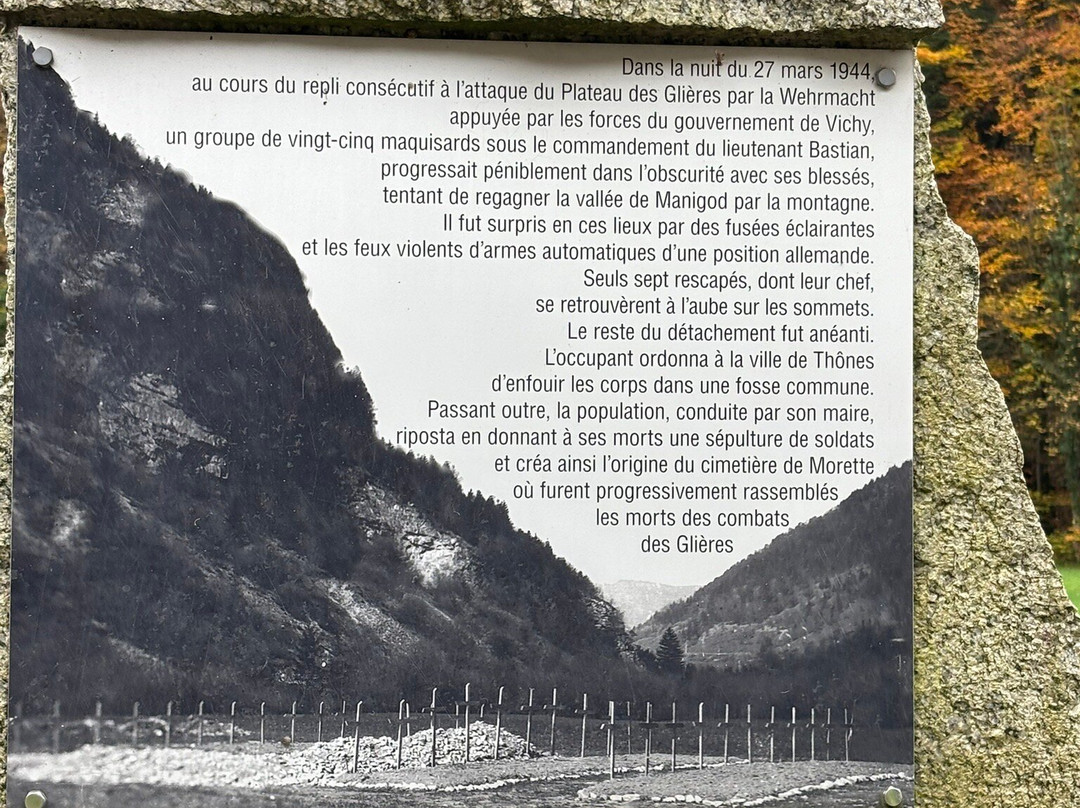 Dans la nuit du 27 mars 1944,
au cours du repli consécutif à l'attaque du Plateau des Glières par la Wehrmacht
appuyée par les forces du gouvernement de Vichy,
un groupe de vingt-cinq maquisards sous le commandement du lieutenant Bastian,
progressait péniblement dans l'obscurité avec ses blessés,
tentant de regagner la vallée de Manigod par la montagne.
Il fut surpris en ces lieux par des fusées éclairantes
et les feux violents d'armes automatiques d'une position allemande.
Seuls sept rescapés, dont leur chef,
se retrouvèrent à l'aube sur les sommets.
Le reste du détachement fut anéanti.
L'occupant ordonna à la ville de Thônes
d'enfouir les corps dans une fosse commune.
Passant outre, la population, conduite par son maire,
riposta en donnant à ses morts une sépulture de soldats
et créa ainsi l'origine du cimetière de Morette
où furent progressivement rassemblés
les morts des combats
des Glières